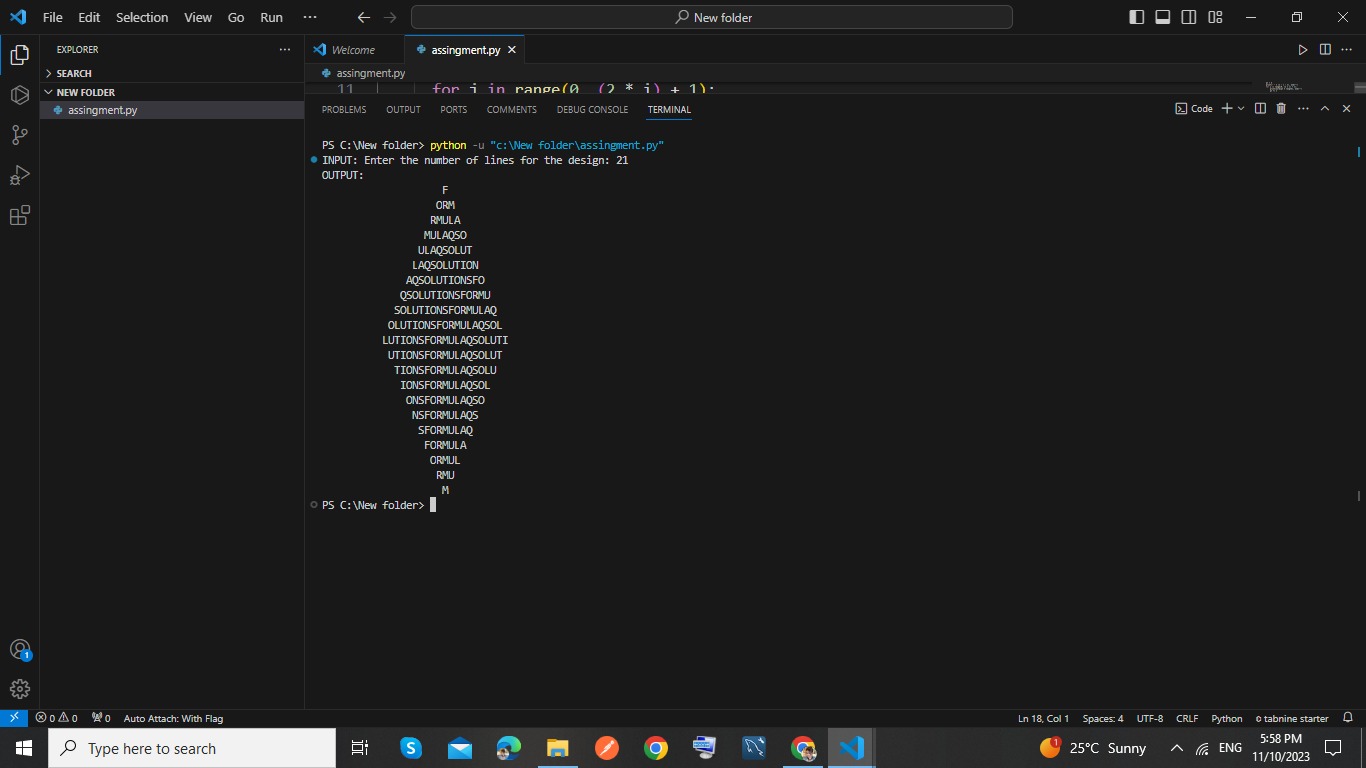 File Edit Selection View Go Run ··· New folder
EXPLORER ···
SEARCH
NEW FOLDER
assingment.py
Welcome assingment.py
assingment.py
11 for j in range(0, (2 * i) + 1):
PROBLEMS OUTPUT PORTS COMMENTS DEBUG CONSOLE TERMINAL Code
PS C:\New folder> python -u "c:\New folder\assingment.py"
INPUT: Enter the number of lines for the design: 21
OUTPUT:
F
ORM
RMULA
MULAQSO
ULAQSOLUT
LAQSOLUTION
AQSOLUTIONSFO
QSOLUTIONSFORMU
SOLUTIONSFORMULAQ
OLUTIONSFORMULAQSOL
LUTIONSFORMULAQSOLUTI
UTIONSFORMULAQSOLUT
TIONSFORMULAQSOLU
IONSFORMULAQSOL
ONSFORMULAQSO
NSFORMULAQS
SFORMULAQ
FORMULA
ORMUL
RMU
M
PS C:\New folder>
1
0 0 0 Auto Attach: With Flag Ln 18, Col 1 Spaces: 4 UTF-8 CRLF Python tabnine starter
Type here to search
1 25°C Sunny ENG
5:58 PM
11/10/2023